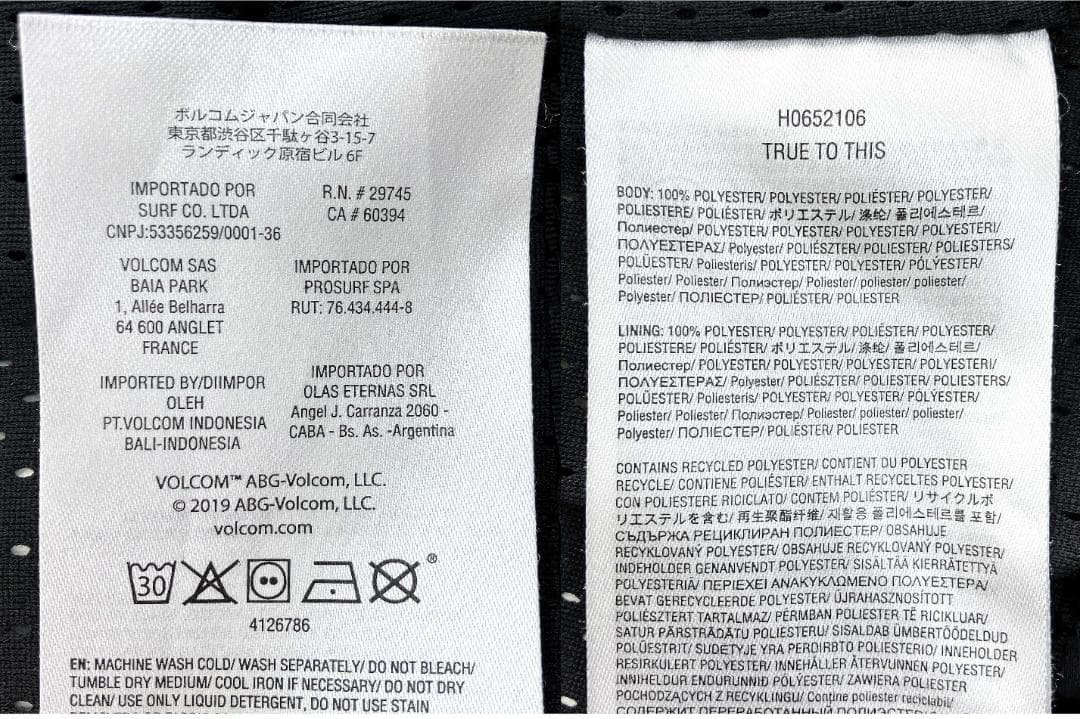 ボルコムジャパン合同会社
東京都渋谷区千駄ヶ谷3-15-7
ランディック原宿ビル 6F
IMPORTADO POR
SURF CO. LTDA
CNPJ:53356259/0001-36
R.N. # 29745
CA # 60394
VOLCOM SAS
BAIA PARK
1, Allée Belharra
64 600 ANGLET
FRANCE
IMPORTADO POR
PROSURF SPA
RUT: 76.434.444-8
IMPORTED BY/DIIMPOR
OLEH
PT.VOLCOM INDONESIA
BALI-INDONESIA
IMPORTADO POR
OLAS ETERNAS SRL
Angel J. Carranza 2060 -
CABA - Bs. As. -Argentina
VOLCOM™ ABG-Volcom, LLC.
© 2019 ABG-Volcom, LLC.
volcom.com
30
®
4126786
EN: MACHINE WASH COLD/ WASH SEPARATELY/ DO NOT BLEACH/
TUMBLE DRY MEDIUM/ COOL IRON IF NECESSARY/ DO NOT DRY
CLEAN/ USE ONLY LIQUID DETERGENT, DO NOT USE STAIN
H0652106
TRUE TO THIS
BODY: 100% POLYESTER/ POLYESTER/ POLIÉSTER/ POLYESTER/
POLIESTERE/ POLIÉSTER/ ポリエステル/ 涤纶/ 폴리에스테르/
Полиестер/ POLYESTER/ POLYESTER/ POLYESTER/ POLYESTERI/
ΠΟΛΥΕΣΤΕΡΑΣ/ Polyester/ POLIÉSZTER/ POLIESTER/ POLIESTERS/
POLÜESTER/ Poliesteris/ POLYESTER/ POLYESTER/ PÓLÝESTER/
Poliester/ Poliester/ Полиэстер/ Poliester/ poliester/ poliester/
Polyester/ ПОЛІЕСТЕР/ POLIÉSTER/ POLIESTER
LINING: 100% POLYESTER/ POLYESTER/ POLIÉSTER/ POLYESTER/
POLIESTERE/ POLIÉSTER/ ポリエステル/ 涤纶/ 폴리에스테르/
Полиестер/ POLYESTER/ POLYESTER/ POLYESTER/ POLYESTERI/
ΠΟΛΥΕΣΤΕΡΑΣ/ Polyester/ POLIÉSZTER/ POLIESTER/ POLIESTERS/
POLÜESTER/ Poliesteris/ POLYESTER/ POLYESTER/ PÓLÝESTER/
Poliester/ Poliester/ Полиэстер/ Poliester/ poliester/ poliester/
Polyester/ ПОЛІЕСТЕР/ POLIÉSTER/ POLIESTER
CONTAINS RECYCLED POLYESTER/ CONTIENT DU POLYESTER
RECYCLE/ CONTIENE POLIÉSTER/ ENTHALT RECYCELTES POLYESTER/
CON POLIESTERE RICICLATO/ CONTEM POLIÉSTER/ リサイクルポ
リエステルを含む/ 再生聚酯纤维/ 재활용 폴리에스테르를 포함/
СЪДЪРЖА РЕЦИКЛИРАН ПОЛИЕСТЕР/ OBSAHUJE
RECYKLOVANÝ POLYESTER/ OBSAHUJE RECYKLOVANÝ POLYESTER/
INDEHOLDER GENANVENDT POLYESTER/ SISÄLTÄÄ KIERRÄTETTYÄ
POLYESTERIÄ/ ΠΕΡΙΕΧΕΙ ΑΝΑΚΥΚΛΩΜΕΝΟ ΠΟΛΥΕΣΤΕΡΑ/
BEVAT GERECYCLEERDE POLYESTER/ ÚJRAHASZNOSÍTOTT
POLIÉSZTERT TARTALMAZ/ PËRMBAN POLIESTER TË RICIKLUAR/
SATUR PĀRSTRĀDĀTU POLIESTERU/ SISALDAB ÜMBERTÖÖDELDUD
POLÜESTRIT/ SUDĖTYJE YRA PERDIRBTO POLIESTERIO/ INNEHOLDER
RESIRKULERT POLYESTER/ INNEHÅLLER ÅTERVUNNEN POLYESTER/
INNIHELDUR ENDURUNNIÐ PÓLÝESTER/ ZAWIERA POLIESTER
POCHODZĄCY Z RECYKLINGU/ Conține poliester reciclabil/